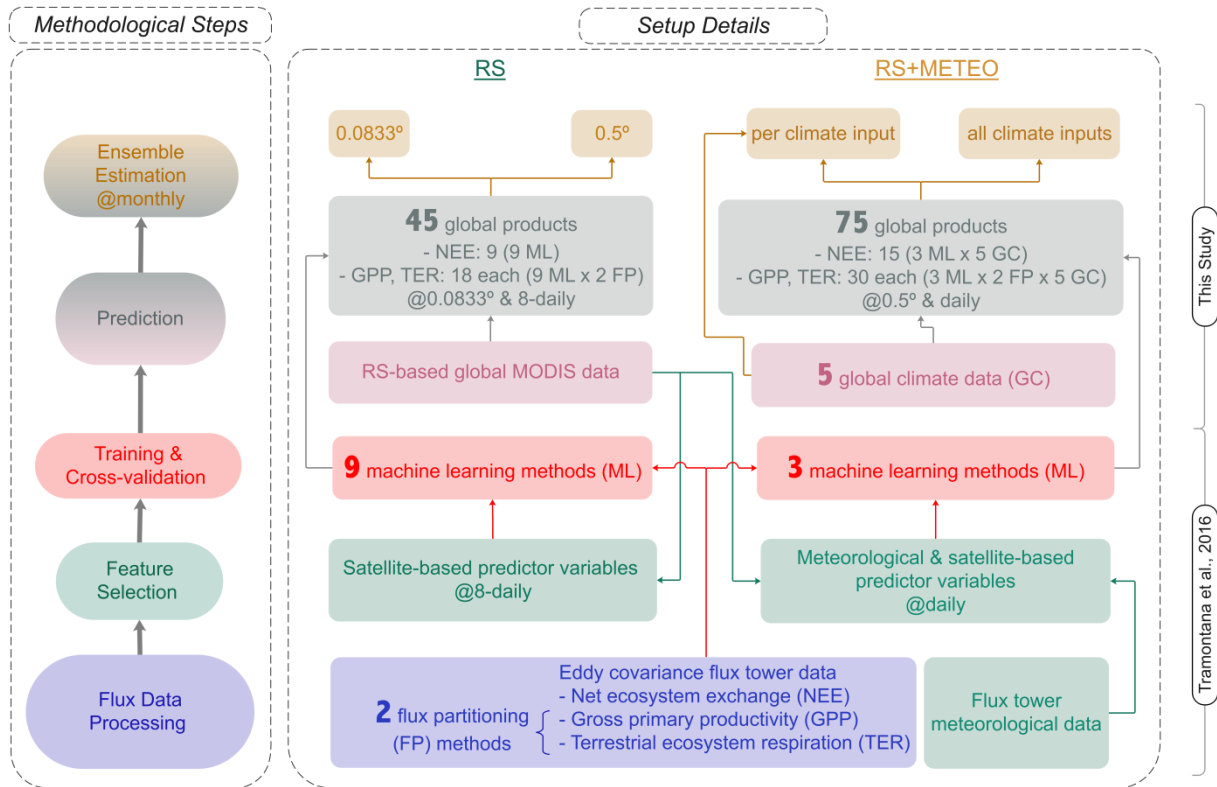 Methodological Steps
Setup Details
Ensemble
Estimation
@monthly
Prediction
Training &
Cross-validation
Feature
Selection
Flux Data
Processing
RS
0.0833º
0.5º
45 global products
- NEE: 9 (9 ML)
- GPP, TER: 18 each (9 ML x 2 FP)
@0.0833º & 8-daily
RS-based global MODIS data
9 machine learning methods (ML)
Satellite-based predictor variables
@8-daily
RS+METEO
per climate input
all climate inputs
75 global products
- NEE: 15 (3 ML x 5 GC)
- GPP, TER: 30 each (3 ML x 2 FP x 5 GC)
@0.5º & daily
5 global climate data (GC)
3 machine learning methods (ML)
Meteorological & satellite-based
predictor variables
@daily
Eddy covariance flux tower data
- Net ecosystem exchange (NEE)
2 flux partitioning
(FP) methods
- Gross primary productivity (GPP)
- Terrestrial ecosystem respiration (TER)
Flux tower
meteorological data
This Study
Tramontana et al., 2016